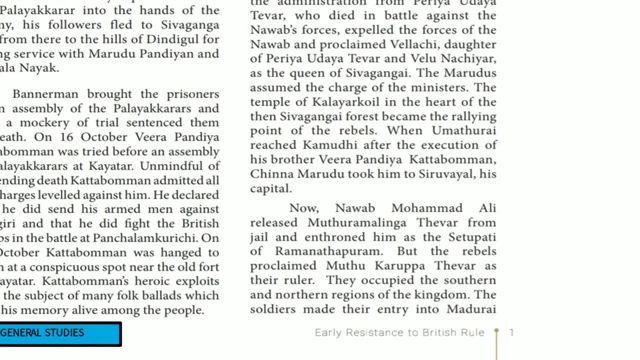 Palayakkarar into the hands of the
ny, his followers fled to Sivaganga
from there to the hills of Dindigul for
ng service with Marudu Pandiyan and
ala Nayak.
Bannerman brought the prisoners
n assembly of the Palayakkarars and
a mockery of trial sentenced them
eath. On 16 October Veera Pandiya
abomman was tried before an assembly
alayakkarars at Kayatar. Unmindful of
ending death Kattabomman admitted all
harges levelled against him. He declared
he did send his armed men against
giri and that he did fight the British
ps in the battle at Panchalamkurichi. On
October Kattabomman was hanged to
h at a conspicuous spot near the old fort
ayatar. Kattabomman's heroic exploits
the subject of many folk ballads which
his memory alive among the people.
the administration from Periya Udaya
Tevar, who died in battle against the
Nawab's forces, expelled the forces of the
Nawab and proclaimed Vellachi, daughter
of Periya Udaya Tevar and Velu Nachiyar,
as the queen of Sivagangai. The Marudus
assumed the charge of the ministers. The
temple of Kalayarkoil in the heart of the
then Sivagangai forest became the rallying
point of the rebels. When Umathurai
reached Kamudhi after the execution of
his brother Veera Pandiya Kattabomman,
Chinna Marudu took him to Siruvayal, his
capital.
Now, Nawab Mohammad Ali
released Muthuramalinga Thevar from
jail and enthroned him as the Setupati
of Ramanathapuram. But the rebels
proclaimed Muthu Karuppa Thevar as
their ruler. They occupied the southern
and northern regions of the kingdom. The
soldiers made their entry into Madurai
GENERAL STUDIES
Early Resistance to British Rule 1